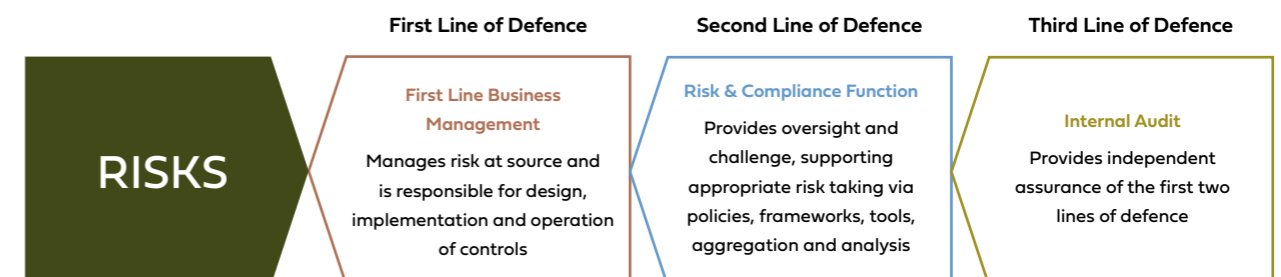 First Line of Defence
Second Line of Defence
Third Line of Defence
RISKS
First Line Business
Management
Manages risk at source and
is responsible for design,
implementation and operation
of controls
Risk & Compliance Function
Provides oversight and
challenge, supporting
appropriate risk taking via
policies, frameworks, tools,
aggregation and analysis
Internal Audit
Provides independent
assurance of the first two
lines of defence